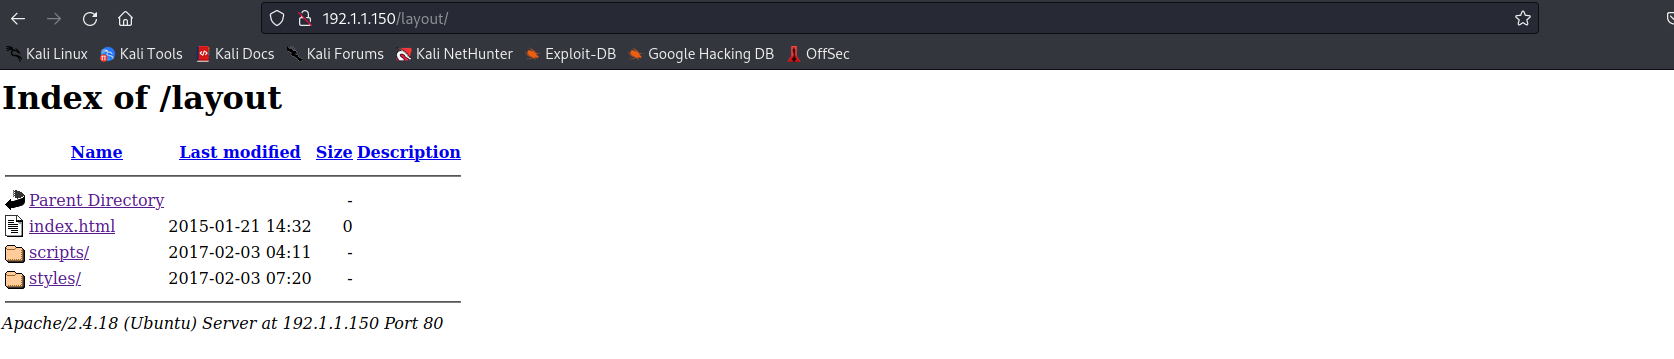 192.1.1.150/layout/
Kali Linux Kali Tools Kali Docs Kali Forums Kali NetHunter Exploit-DB Google Hacking DB OffSec
Index of /layout
Name Last modified Size Description
Parent Directory -
index.html 2015-01-21 14:32 0
scripts/ 2017-02-03 04:11 -
styles/ 2017-02-03 07:20 -
Apache/2.4.18 (Ubuntu) Server at 192.1.1.150 Port 80